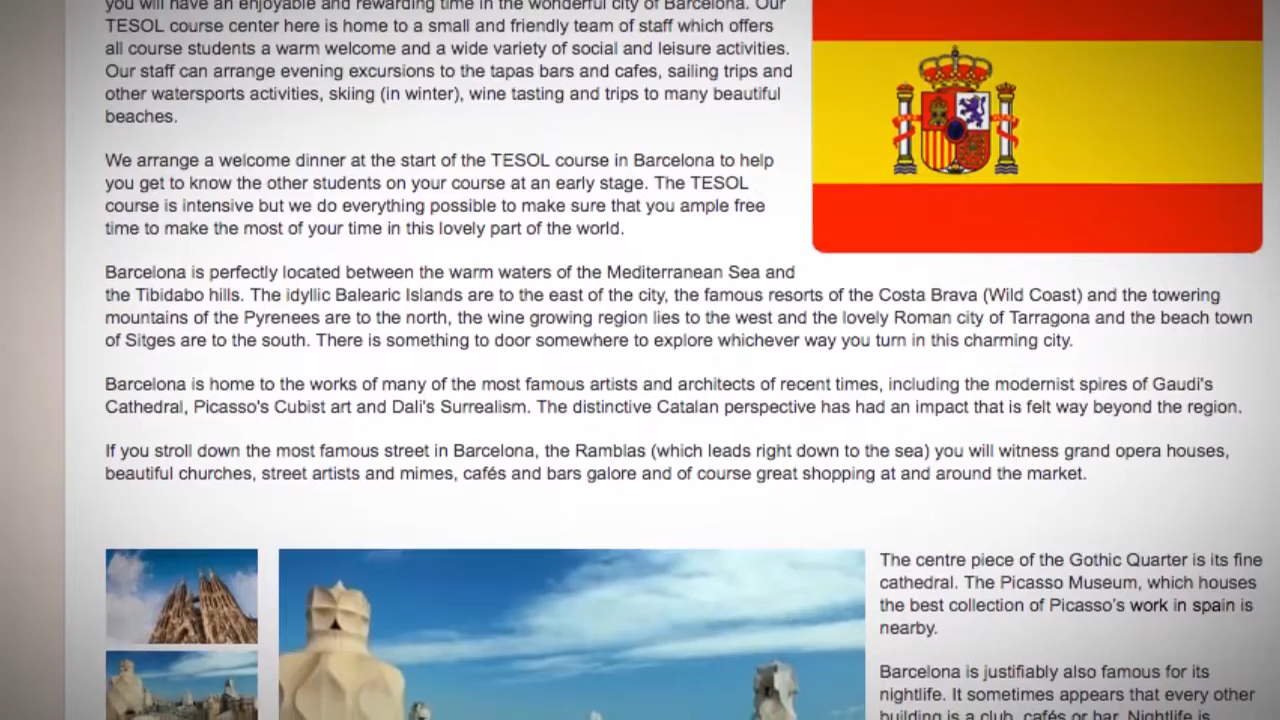 you will have an enjoyable and rewarding time in the wonderful city of Barcelona. Our
TESOL course center here is home to a small and friendly team of staff which offers
all course students a warm welcome and a wide variety of social and leisure activities.
Our staff can arrange evening excursions to the tapas bars and cafes, sailing trips and
other watersports activities, skiing (in winter), wine tasting and trips to many beautiful
beaches.
We arrange a welcome dinner at the start of the TESOL course in Barcelona to help
you get to know the other students on your course at an early stage. The TESOL
course is intensive but we do everything possible to make sure that you ample free
time to make the most of your time in this lovely part of the world.
Barcelona is perfectly located between the warm waters of the Mediterranean Sea and
the Tibidabo hills. The idyllic Balearic Islands are to the east of the city, the famous resorts of the Costa Brava (Wild Coast) and the towering
mountains of the Pyrenees are to the north, the wine growing region lies to the west and the lovely Roman city of Tarragona and the beach town
of Sitges are to the south. There is something to door somewhere to explore whichever way you turn in this charming city.
Barcelona is home to the works of many of the most famous artists and architects of recent times, including the modernist spires of Gaudi's
Cathedral, Picasso's Cubist art and Dali's Surrealism. The distinctive Catalan perspective has had an impact that is felt way beyond the region.
If you stroll down the most famous street in Barcelona, the Ramblas (which leads right down to the sea) you will witness grand opera houses,
beautiful churches, street artists and mimes, cafés and bars galore and of course great shopping at and around the market.
The centre piece of the Gothic Quarter is its fine
cathedral. The Picasso Museum, which houses
the best collection of Picasso's work in spain is
nearby.
Barcelona is justifiably also famous for its
nightlife. It sometimes appears that every other
building is a club, cafés or bar. Nightlife is